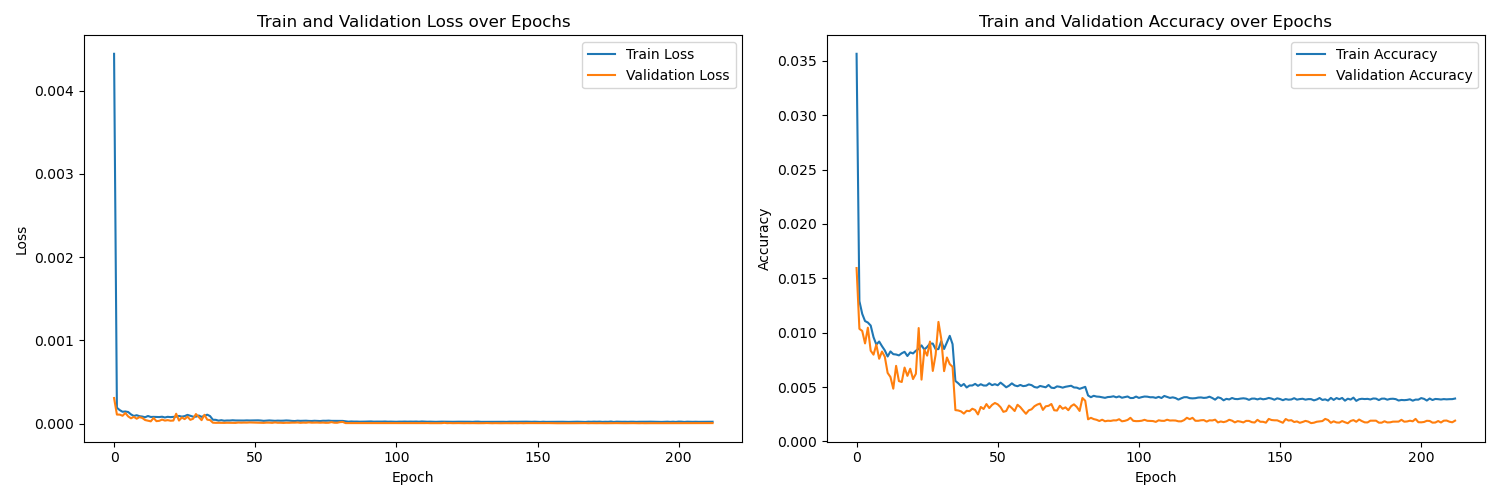 Train and Validation Loss over Epochs
Train Loss
Validation Loss
0.004
0.003
0.002
0.001
0.000
Loss
0
50
100
150
200
Epoch
Train and Validation Accuracy over Epochs
Train Accuracy
Validation Accuracy
0.035
0.030
0.025
0.020
0.015
0.010
0.005
0.000
Accuracy
0
50
100
150
200
Epoch